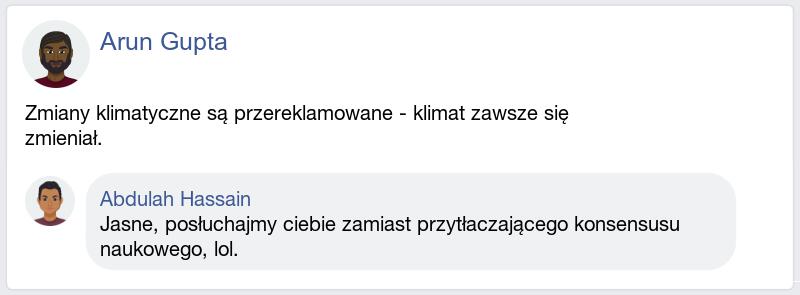 Arun Gupta
Zmiany klimatyczne są przereklamowane - klimat zawsze się
zmieniał.
Abdulah Hassain
Jasne, posłuchajmy ciebie zamiast przytłaczającego konsensusu
naukowego, lol.